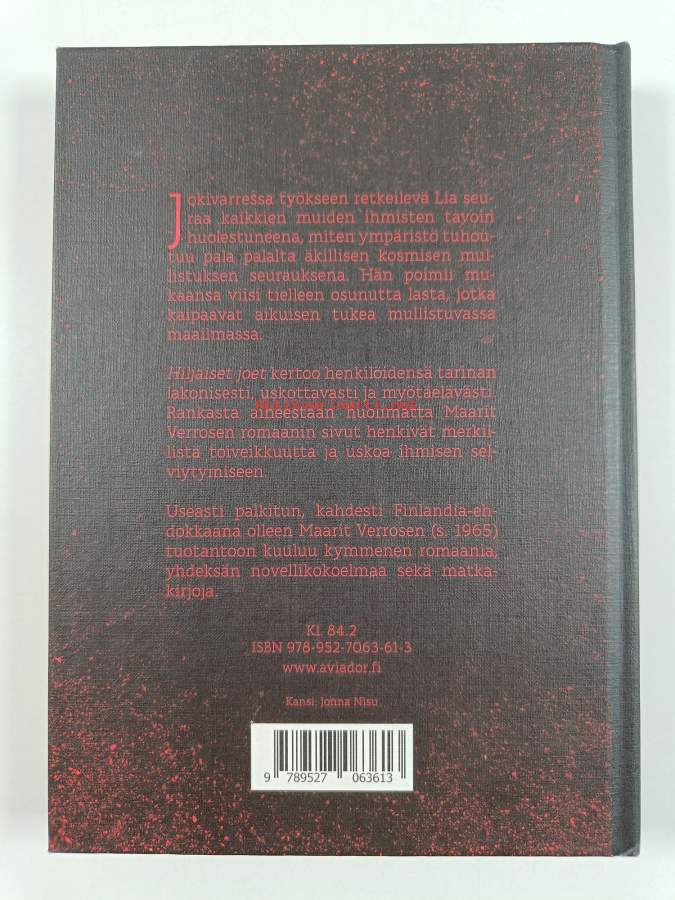 Jokivarressa työkseen retkeilevä Lia seu-
raa kaikkien muiden ihmisten tavoin
huolestuneena, miten ympäristö tuhou-
tuu pala palalta äkillisen kosmisen mul-
listuksen seurauksena. Hän poimii mu-
kaansa viisi tielleen osunutta lasta, jotka
kaipaavat aikuisen tukea mullistuvassa
maailmassa.
Hiljaiset joet kertoo henkilöidensä tarinan
lakonisesti, uskottavasti ja myötäelävästi.
Rankasta aiheestaan huolimatta Maarit
Verrosen romaanin sivut henkivät merkil-
listä toiveikkuutta ja uskoa ihmisen sel-
viytymiseen.
Useasti palkitun, kahdesti Finlandia-eh-
dokkaana olleen Maarit Verrosen (s. 1965)
tuotantoon kuuluu kymmenen romaania,
yhdeksän novellikokoelmaa sekä matka-
kirjoja.
Kl. 84.2
ISBN 978-952-7063-61-3
www.aviador.fi
Kansi: Jonna Nisu
9 789527 063613